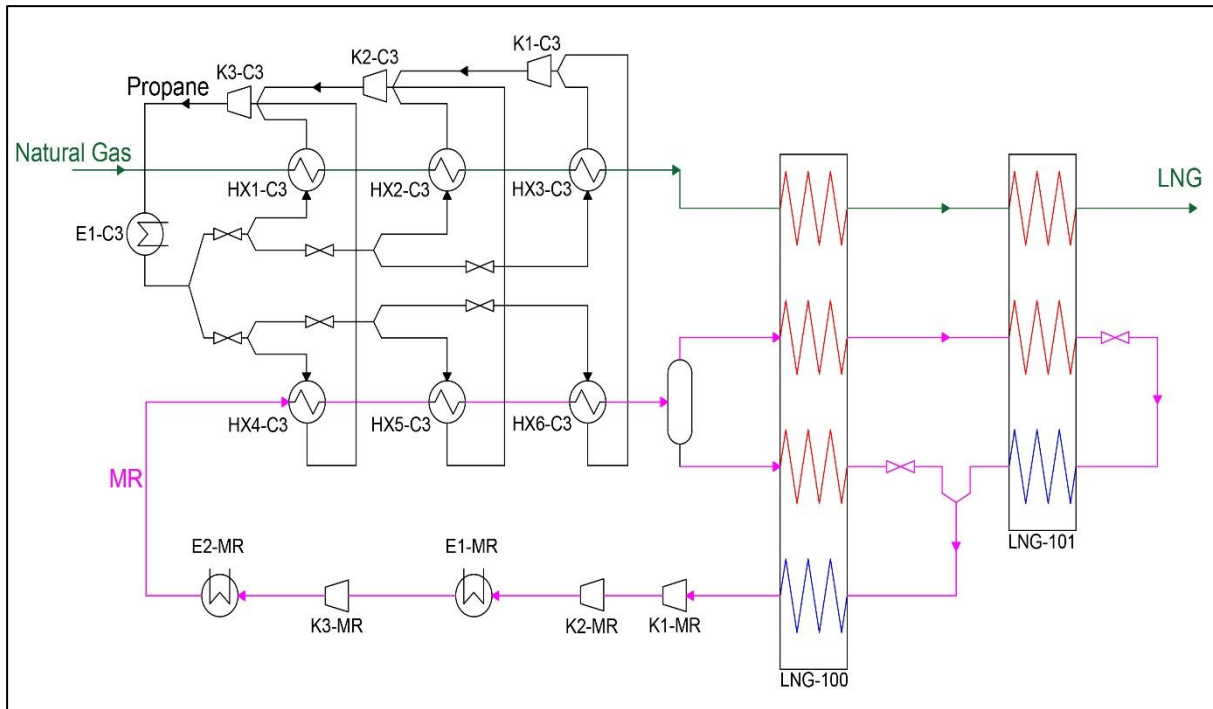 K1-C3
K2-C3
K3-C3
Propane
Natural Gas
HX1-C3
HX2-C3
HX3-C3
LNG
E1-C3
HX4-C3
HX5-C3
HX6-C3
MR
E2-MR
E1-MR
K3-MR
K2-MR
K1-MR
LNG-101
LNG-100